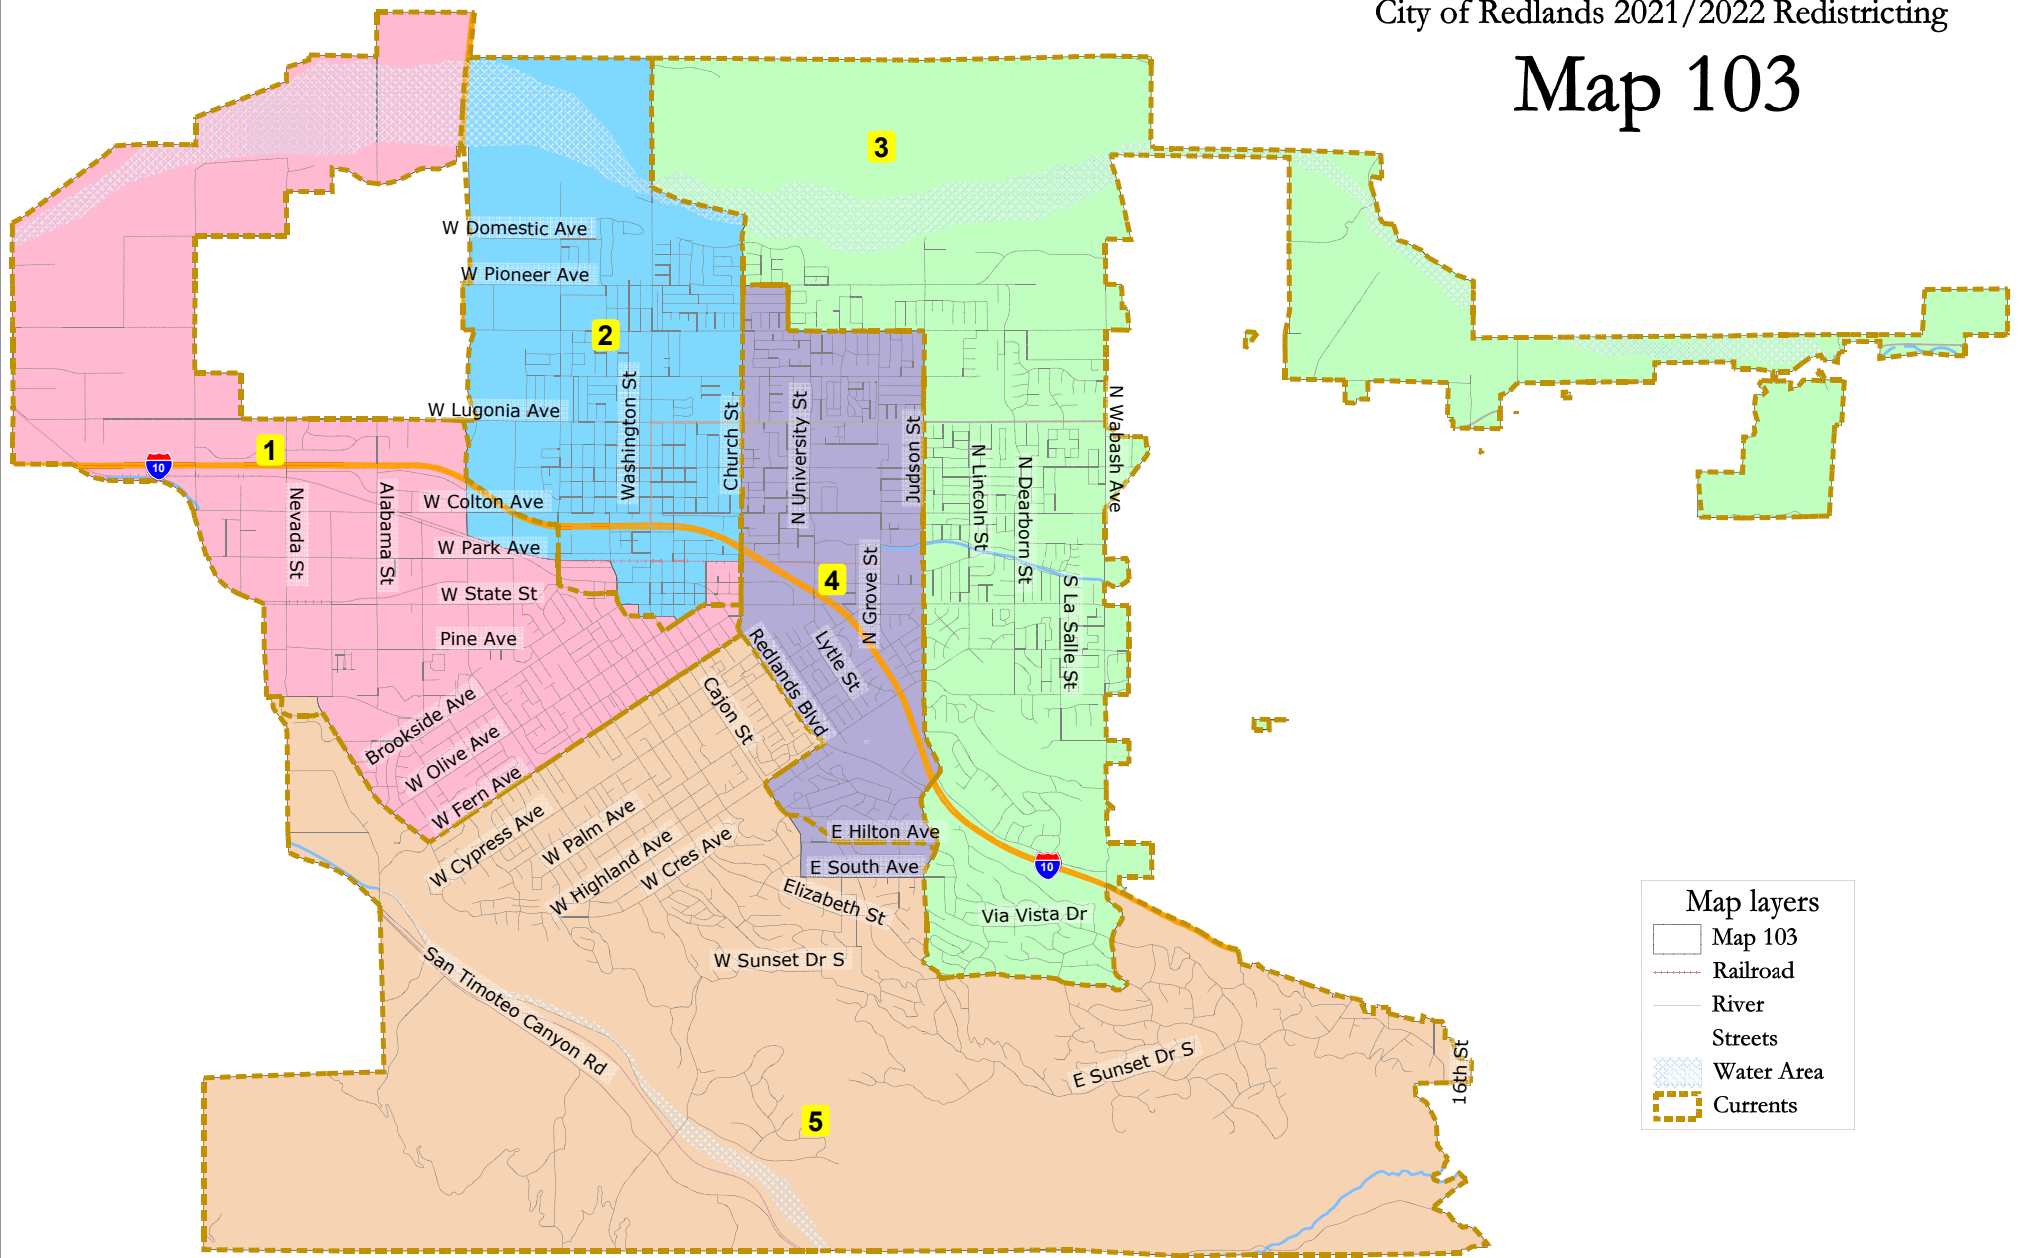 City of Redlands 2021/2022 Redistricting
Map 103
3
W Domestic Ave
W Pioneer Ave
2
W Lugonia Ave
Washington St
Church St
N University St
Judson St
N Wabash Ave
1
10
N Lincoln St
N Dearborn St
Nevada St
Alabama St
W Colton Ave
W Park Ave
4
N Grove St
S La Salle St
W State St
Pine Ave
Redlands Blvd
Lytle St
Cajon St
Brookside Ave
W Olive Ave
W Fern Ave
W Cypress Ave
W Palm Ave
W Highland Ave
W Cres Ave
E Hilton Ave
E South Ave
10
Elizabeth St
Via Vista Dr
W Sunset Dr S
San Timoteo Canyon Rd
E Sunset Dr S
16th St
5
Map layers
Map 103
Railroad
River
Streets
Water Area
Currents